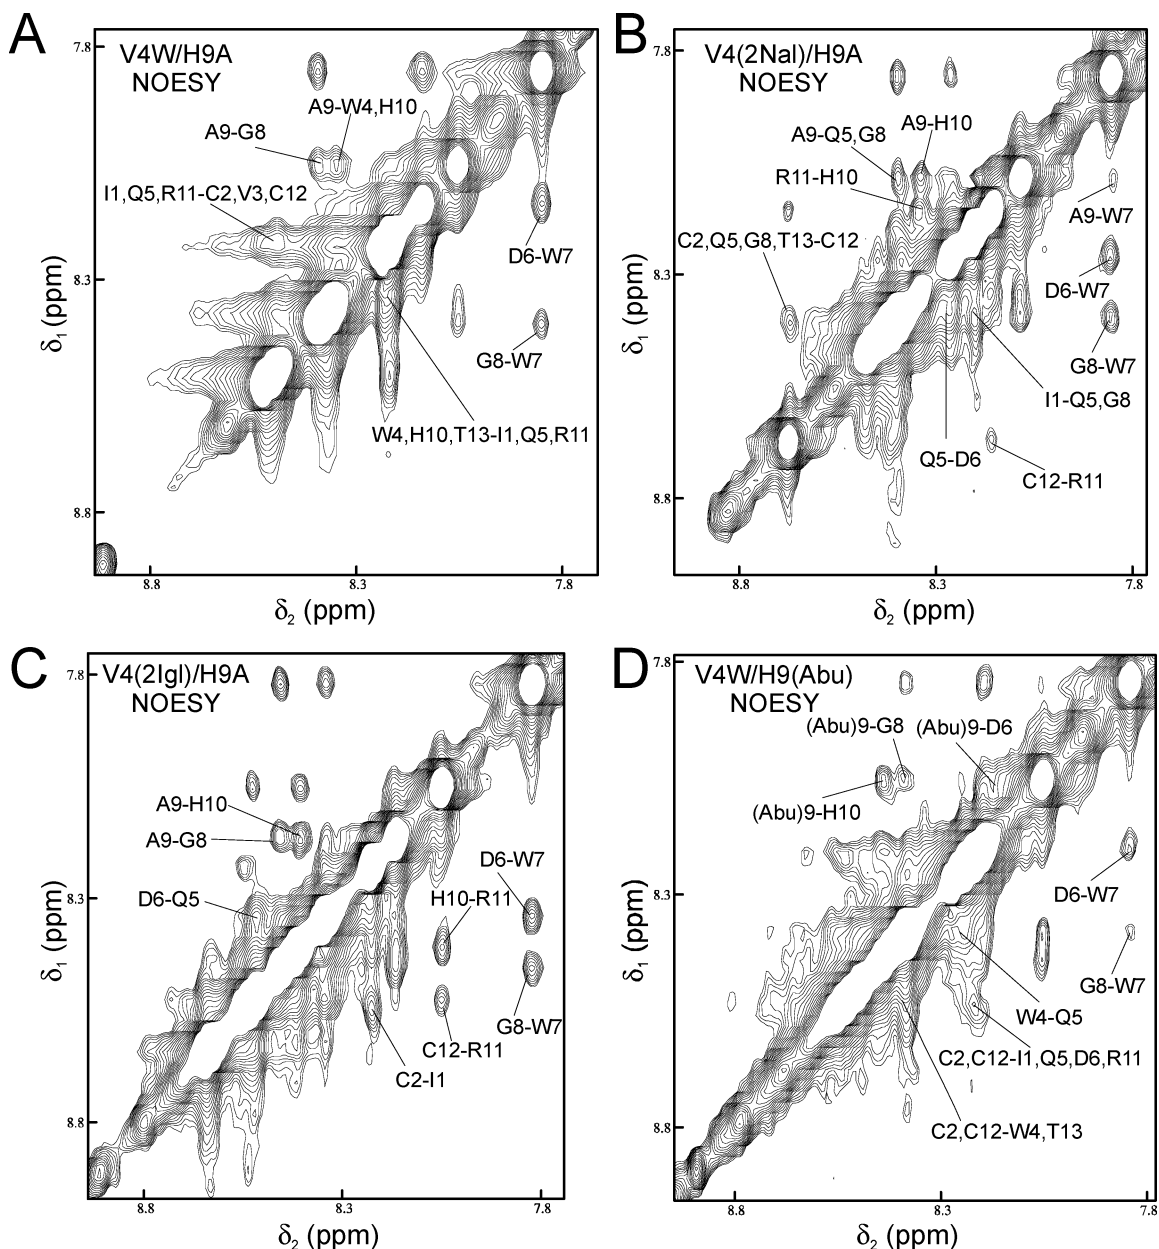 A
V4W/H9A
NOESY
A9-W4,H10
A9-G8
I1,Q5,R11-C2,V3,C12
D6-W7
G8-W7
W4,H10,T13-I1,Q5,R11
7.8
8.3
8.8
δ1 (ppm)
8.8 8.3 7.8
δ2 (ppm)
B
V4(2Nal)/H9A
NOESY
A9-H10
A9-Q5,G8
R11-H10
A9-W7
C2,Q5,G8,T13-C12
D6-W7
G8-W7
I1-Q5,G8
Q5-D6
C12-R11
7.8
8.3
8.8
δ1 (ppm)
8.8 8.3 7.8
δ2 (ppm)
C
V4(2Igl)/H9A
NOESY
A9-H10
A9-G8
D6-W7
D6-Q5
H10-R11
G8-W7
C12-R11
C2-I1
7.8
8.3
8.8
δ1 (ppm)
8.8 8.3 7.8
δ2 (ppm)
D
V4W/H9(Abu)
NOESY
(Abu)9-G8 (Abu)9-D6
(Abu)9-H10
D6-W7
G8-W7
W4-Q5
C2,C12-I1,Q5,D6,R11
C2,C12-W4,T13
7.8
8.3
8.8
δ1 (ppm)
8.8 8.3 7.8
δ2 (ppm)